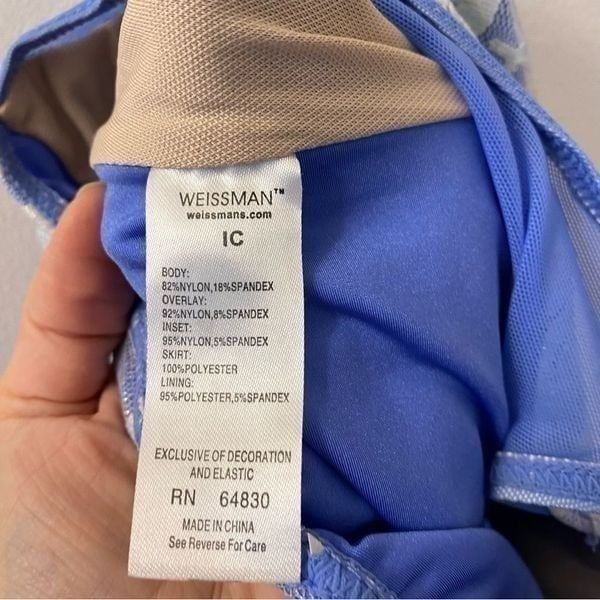 WEISSMAN™
weissmans.com
IC
BODY:
82%NYLON,18%SPANDEX
OVERLAY:
92%NYLON,8%SPANDEX
INSET:
95%NYLON,5%SPANDEX
SKIRT:
100%POLYESTER
LINING:
95%POLYESTER,5%SPANDEX
EXCLUSIVE OF DECORATION
AND ELASTIC
RN 64830
MADE IN CHINA
See Reverse For Care